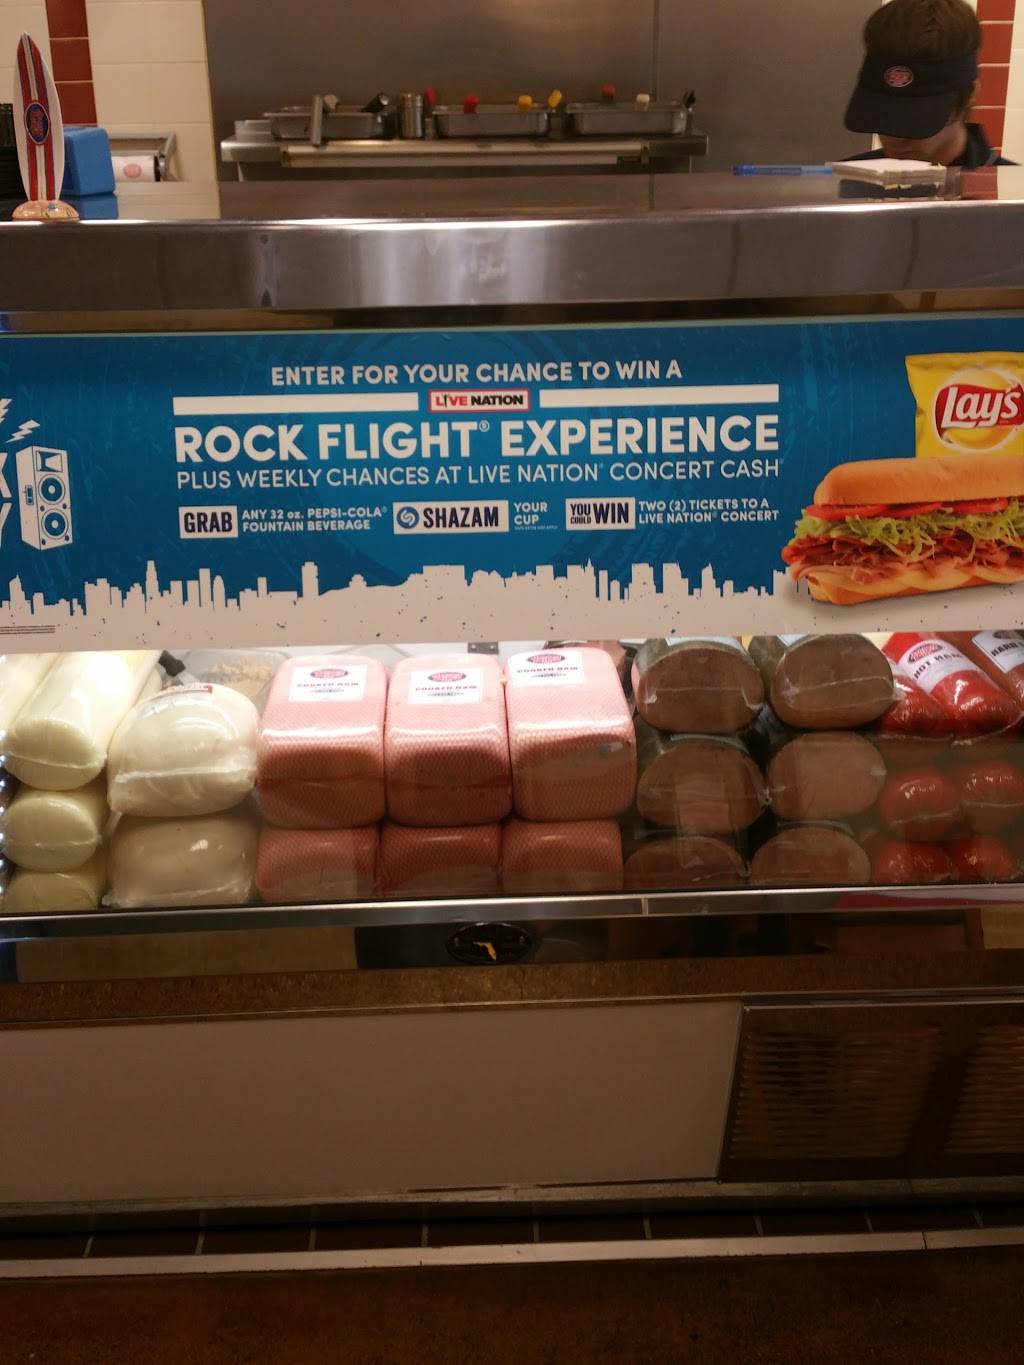 ENTER FOR YOUR CHANCE TO WIN A
LIVE NATION
ROCK FLIGHT® EXPERIENCE
PLUS WEEKLY CHANCES AT LIVE NATION® CONCERT CASH
GRAB ANY 32 oz. PEPSI-COLA®
FOUNTAIN BEVERAGE
SHAZAM YOUR
CUP
YOU
COULD WIN TWO (2) TICKETS TO A
LIVE NATION® CONCERT
Lay's
COOKED HAM
COOKED HAM
COOKED HAM
HOT HAM
HARD